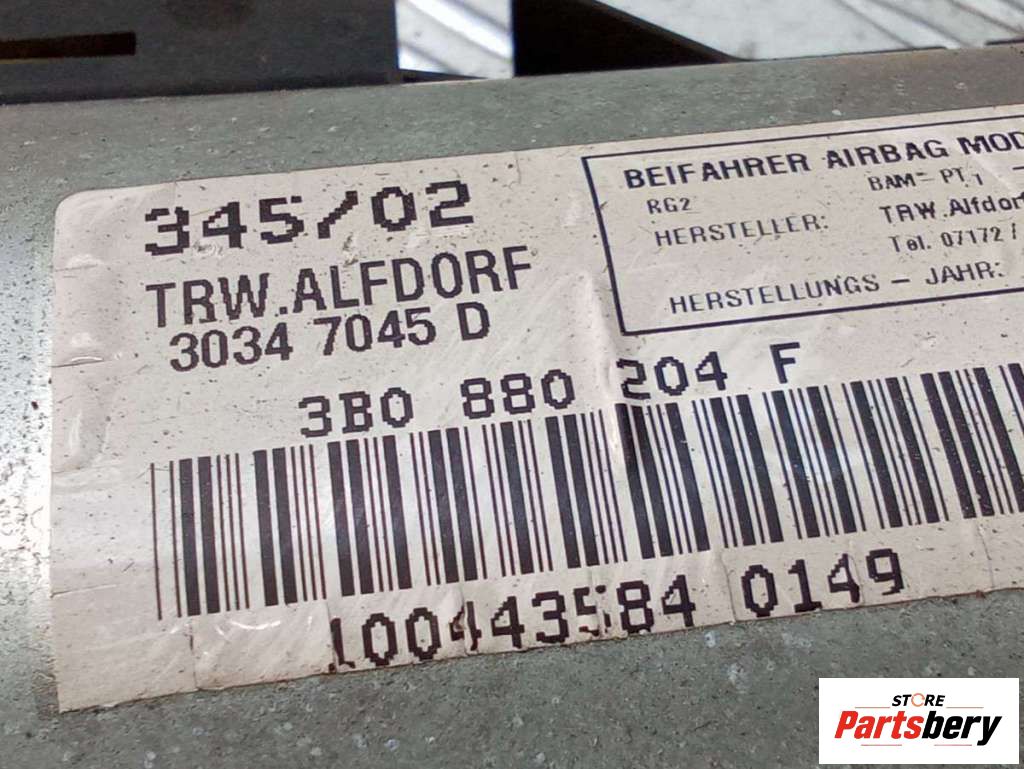 345/02
TRW.ALFDORF
3034 7045 D
BEIFAHRER AIRBAG MOD
RG2 BAM- PT.1 -
HERSTELLER: TRW.Alfdorf
Tel. 07172/
HERSTELLUNGS - JAHR:
3B0 880 204 F
100443584 0149
STORE
Partsbery